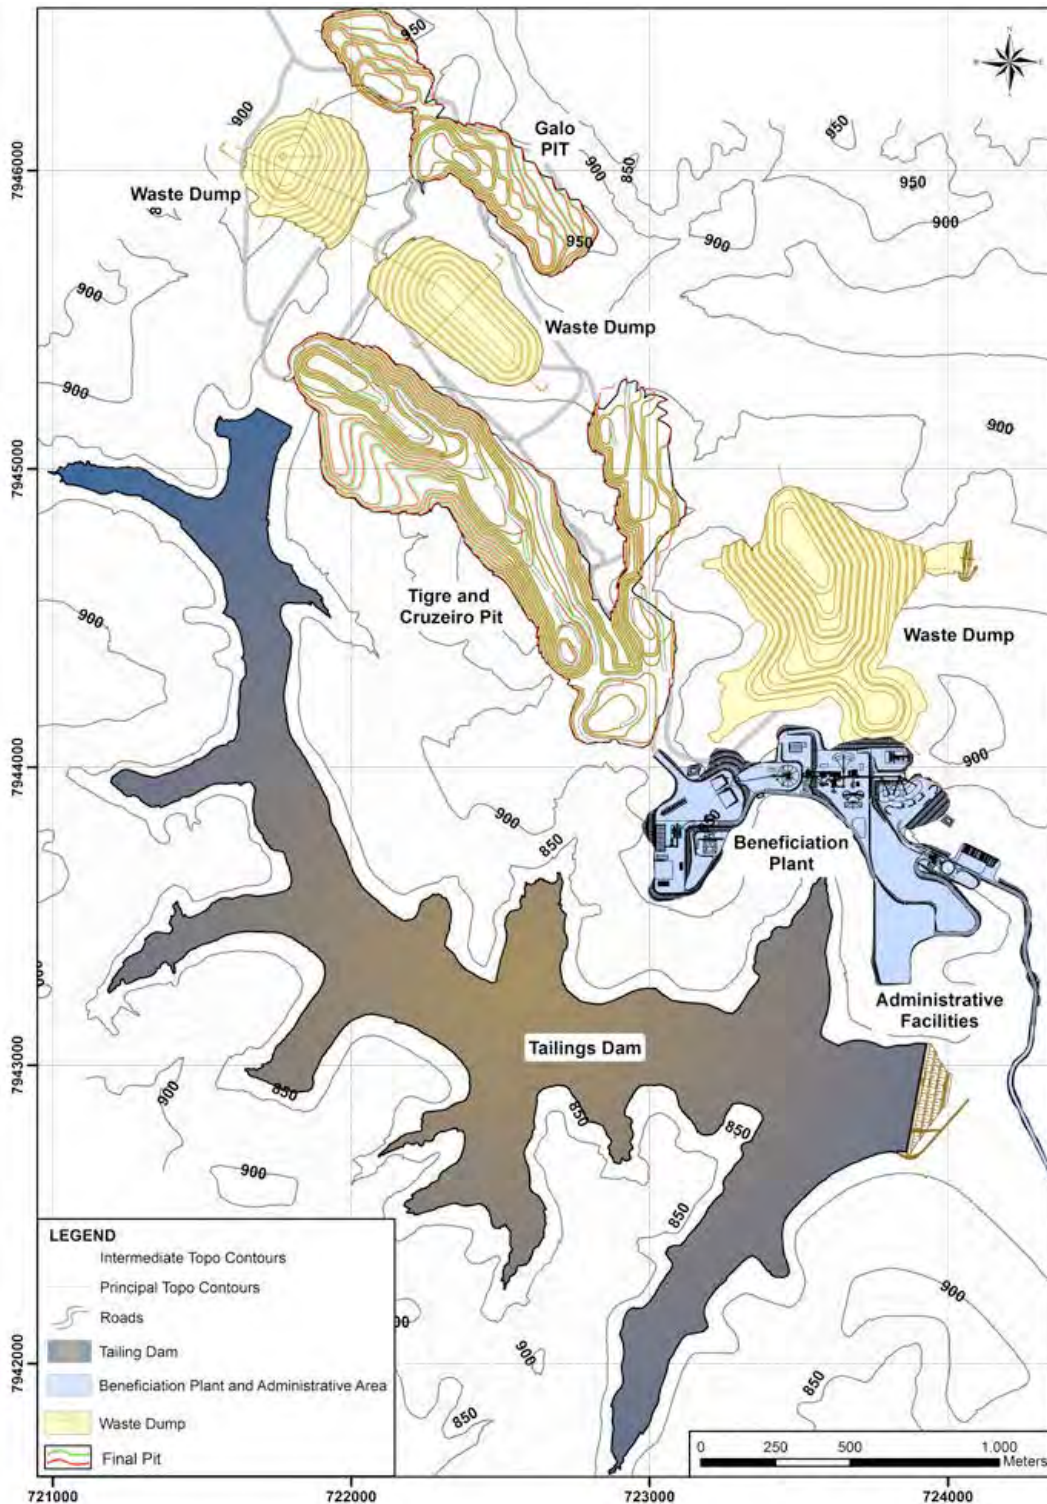 950
N
W
E
S
Galo
PIT
900
950
7946000
900
850
950
Waste Dump
8
900
950
900
900
Waste Dump
900
900
7945000
Tigre and
Cruzeiro Pit
900
Waste Dump
7944000
900
900
850
Beneficiation
Plant
Administrative
Facilities
7943000
Tailings Dam
900
850
850
850
900
850
LEGEND
Intermediate Topo Contours
Principal Topo Contours
Roads
Tailing Dam
Beneficiation Plant and Administrative Area
Waste Dump
Final Pit
7942000
900
00
900
850
850
0
250
500
1.000
Meters
721000
722000
723000
724000